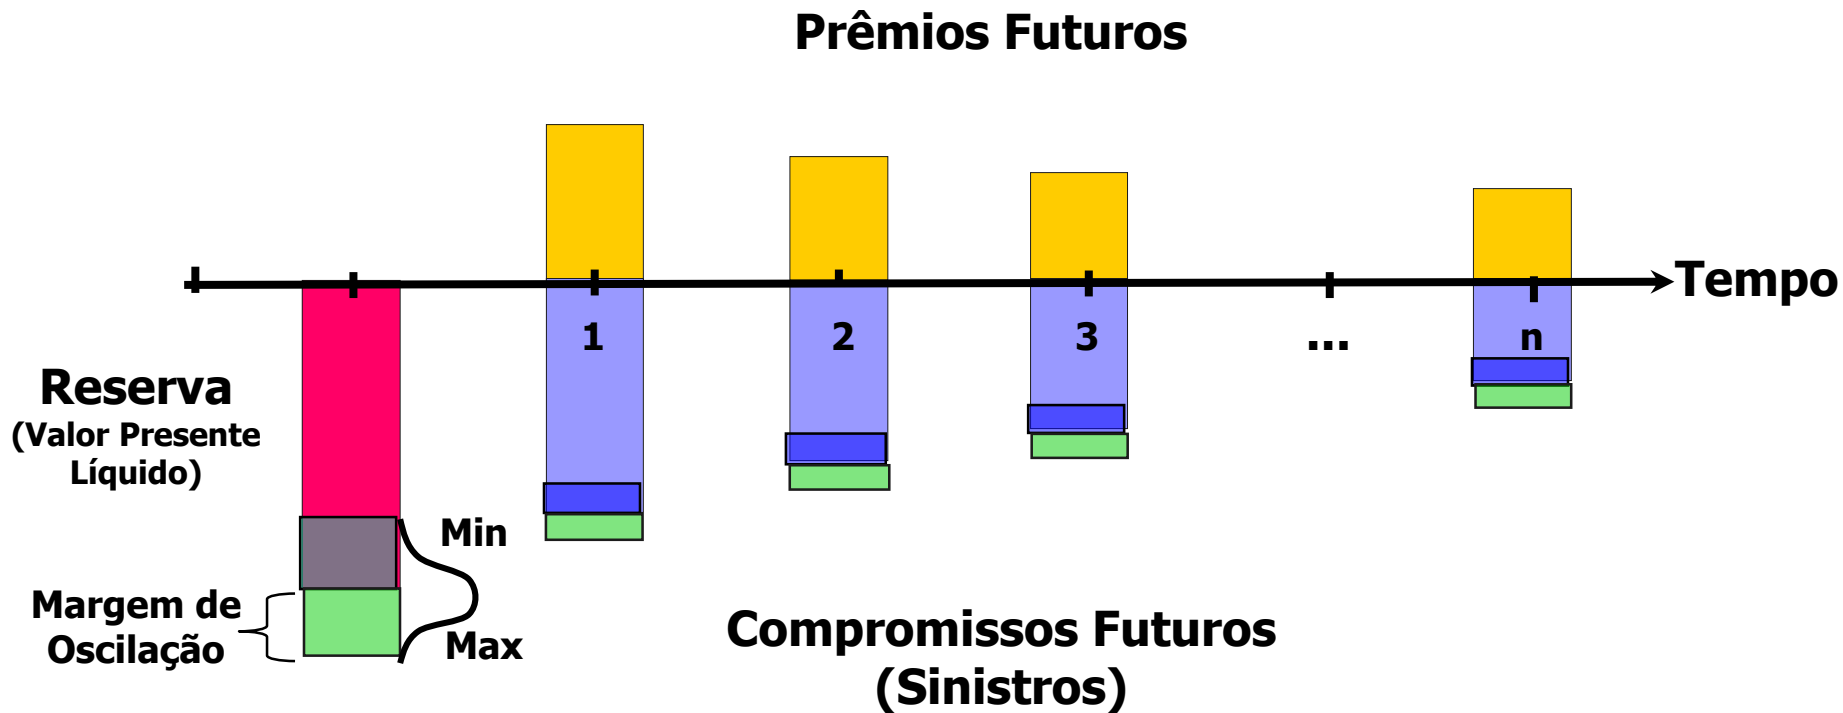 Prêmios Futuros
Tempo
1
2
3
...
n
Reserva
(Valor Presente
Líquido)
Min
Margem de
Oscilação
Max
Compromissos Futuros
(Sinistros)